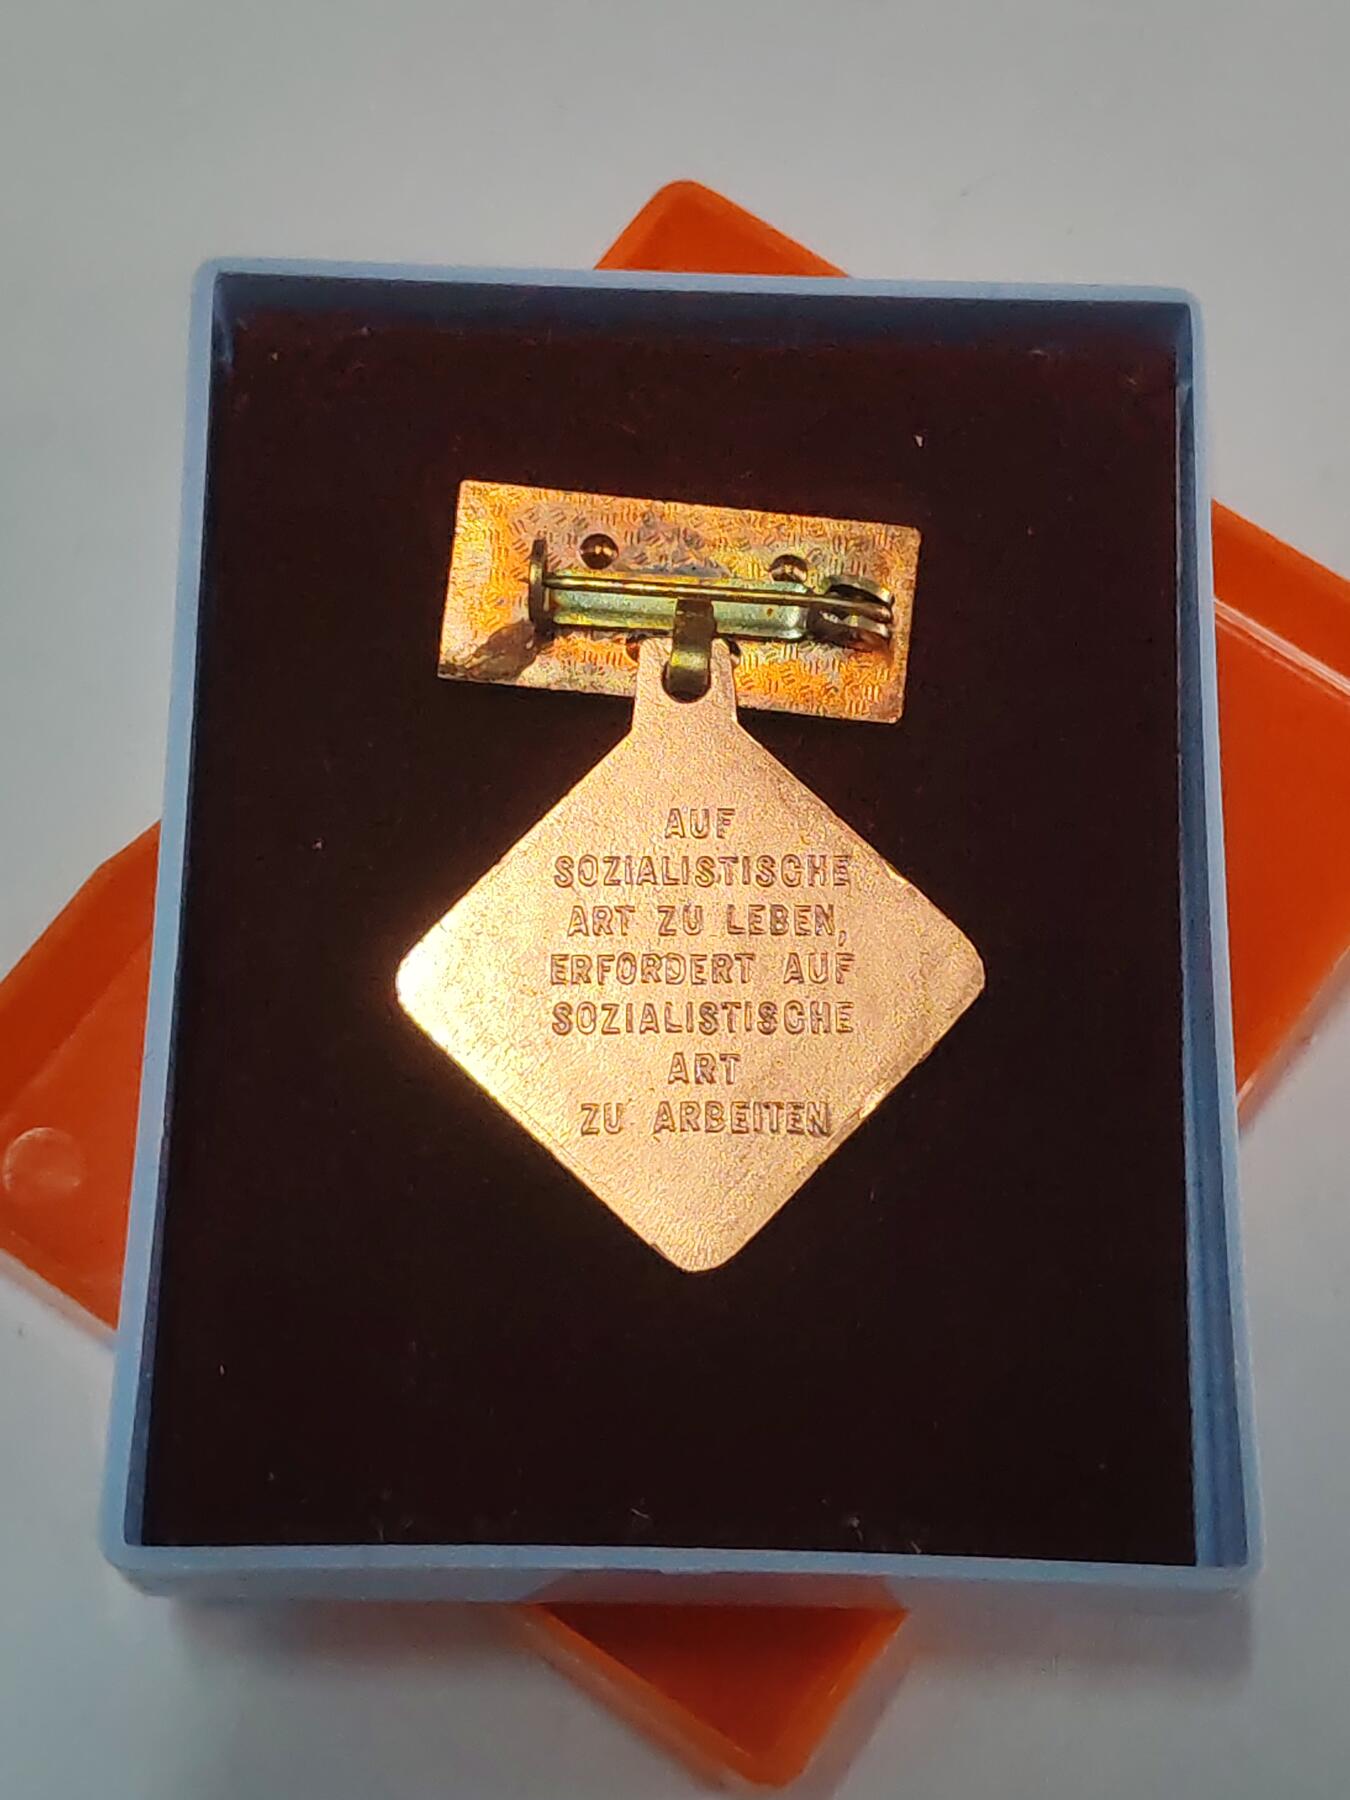 AUF
SOZIALISTISCHE
ART ZU LEBEN,
ERFORDERT AUF
SOZIALISTISCHE
ART
ZU ARBEITEN